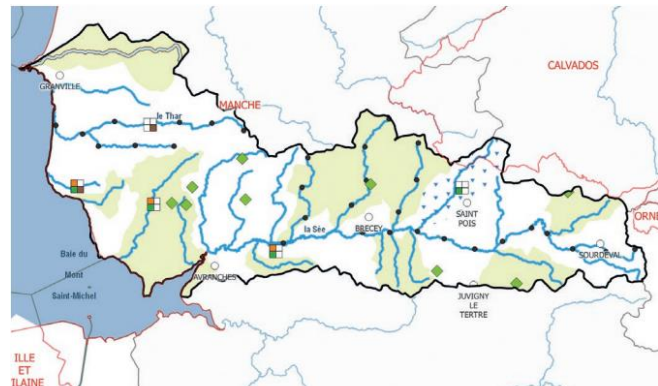 CALVADOS
GRANVILLE
le Thar
MANCHE
ORNE
SAINT
POIS
BRECEY
la Sée
SOURDEVAL
Baie du
Mont
Saint-Michel
AVRANCHES
JUVIGNY
LE
TERTRE
ILLE
ET
VILAINE